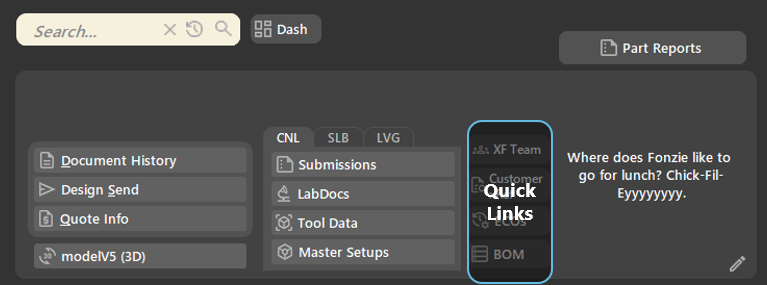 Search...
Dash
Part Reports
CNL
SLB
LVG
Document History
Design Send
Quote Info
modelV5 (3D)
Submissions
LabDocs
Tool Data
Master Setups
XF Team
Customer
ECOs
BOM
Quick
Links
Where does Fonzie like to
go for lunch? Chick-Fil-
Eyyyyyyyy.